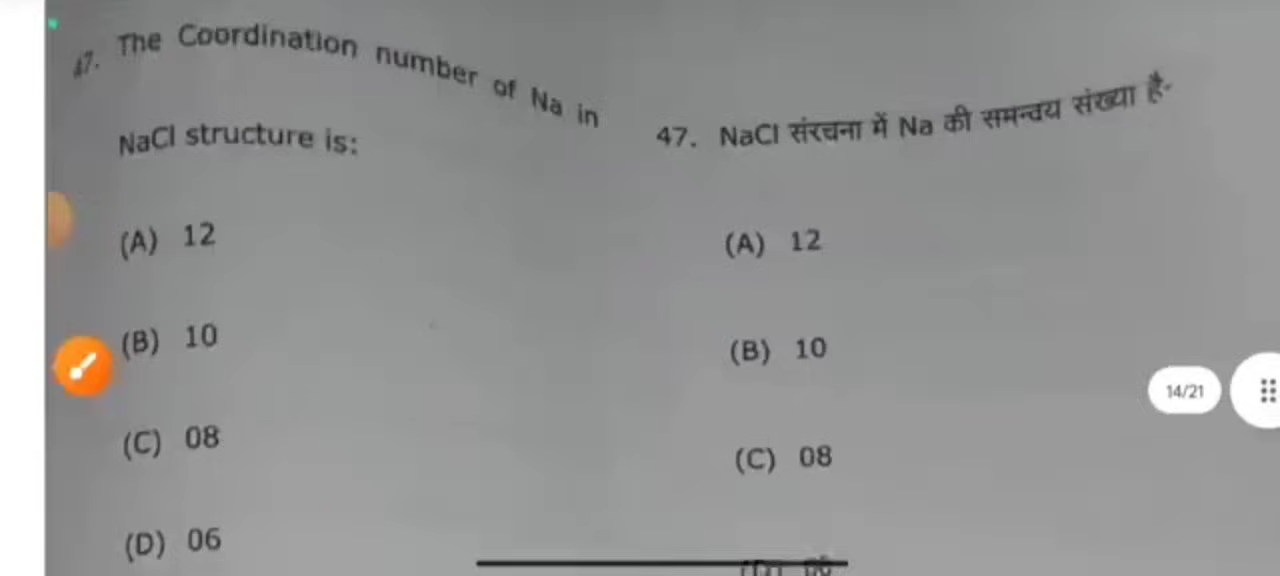 47. The Coordination number of Na in
NaCl structure is:
(A) 12
(B) 10
(C) 08
(D) 06
47. NaCl संरचना में Na की समन्वय संख्या है-
(A) 12
(B) 10
(C) 08
14/21